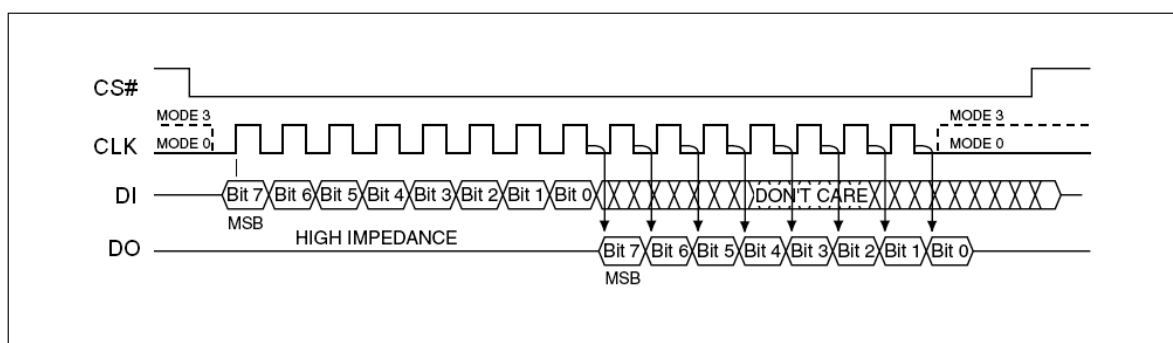 CS#
MODE 3
MODE 3
CLK
MODE 0
MODE 0
DI
Bit 7 Bit 6 Bit 5 Bit 4 Bit 3 Bit 2 Bit 1 Bit 0 DON'T CARE
MSB
HIGH IMPEDANCE
DO
Bit 7 Bit 6 Bit 5 Bit 4 Bit 3 Bit 2 Bit 1 Bit 0
MSB